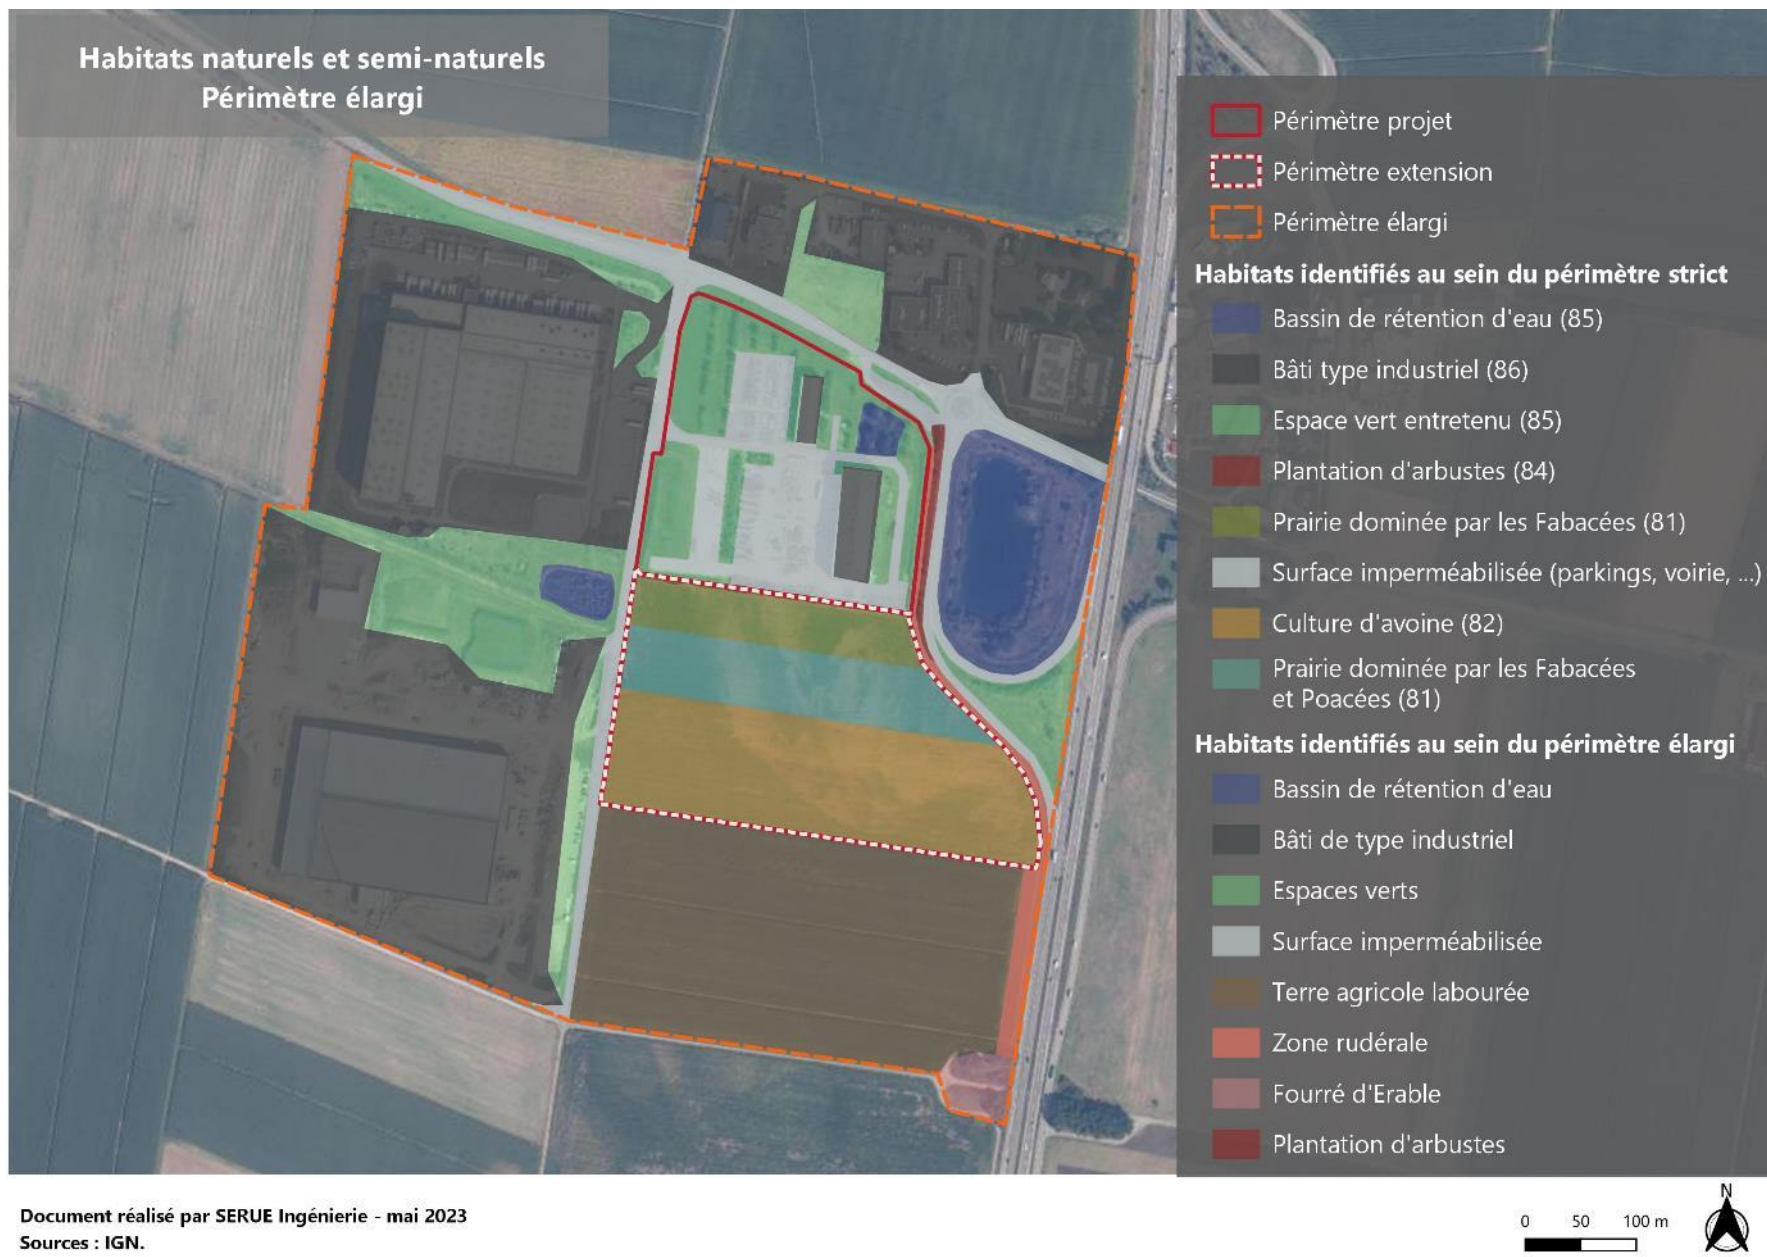 Habitats naturels et semi-naturels
Périmètre élargi
Périmètre projet
Périmètre extension
Périmètre élargi
Habitats identifiés au sein du périmètre strict
Bassin de rétention d'eau (85)
Bâti type industriel (86)
Espace vert entretenu (85)
Plantation d'arbustes (84)
Prairie dominée par les Fabacées (81)
Surface imperméabilisée (parkings, voirie, ...)
Culture d'avoine (82)
Prairie dominée par les Fabacées
et Poacées (81)
Habitats identifiés au sein du périmètre élargi
Bassin de rétention d'eau
Bâti de type industriel
Espaces verts
Surface imperméabilisée
Terre agricole labourée
Zone rudérale
Fourré d'Erable
Plantation d'arbustes
Document réalisé par SERUE Ingénierie - mai 2023
Sources : IGN.
0 50 100 m
N